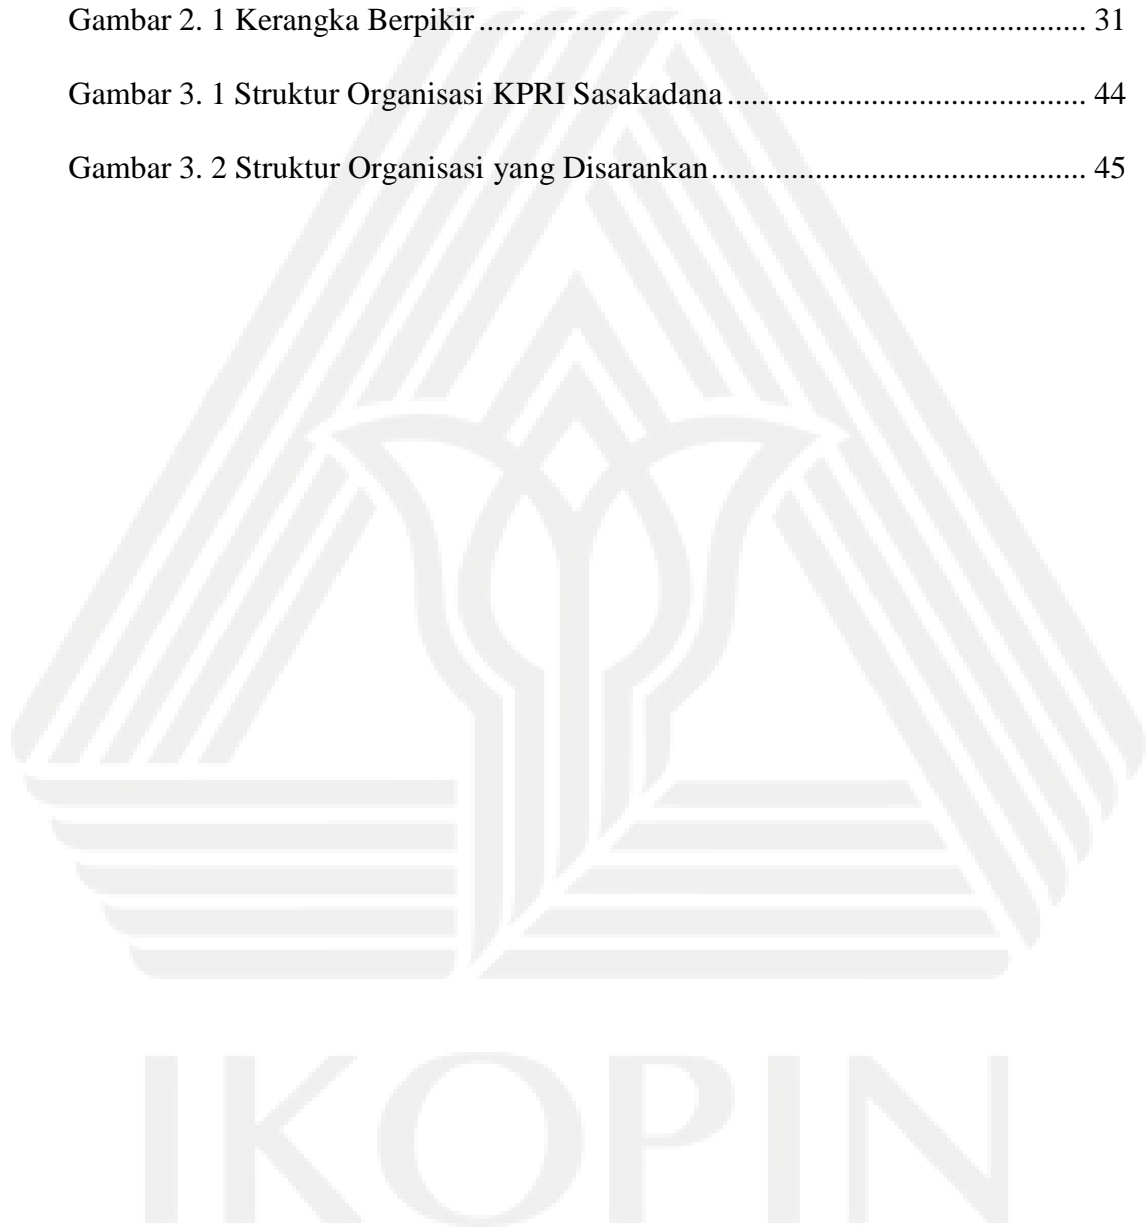 Gambar 2. 1 Kerangka Berpikir ............................................................................. 31
Gambar 3. 1 Struktur Organisasi KPRI Sasakadana ............................................. 44
Gambar 3. 2 Struktur Organisasi yang Disarankan ............................................... 45
IKOPIN